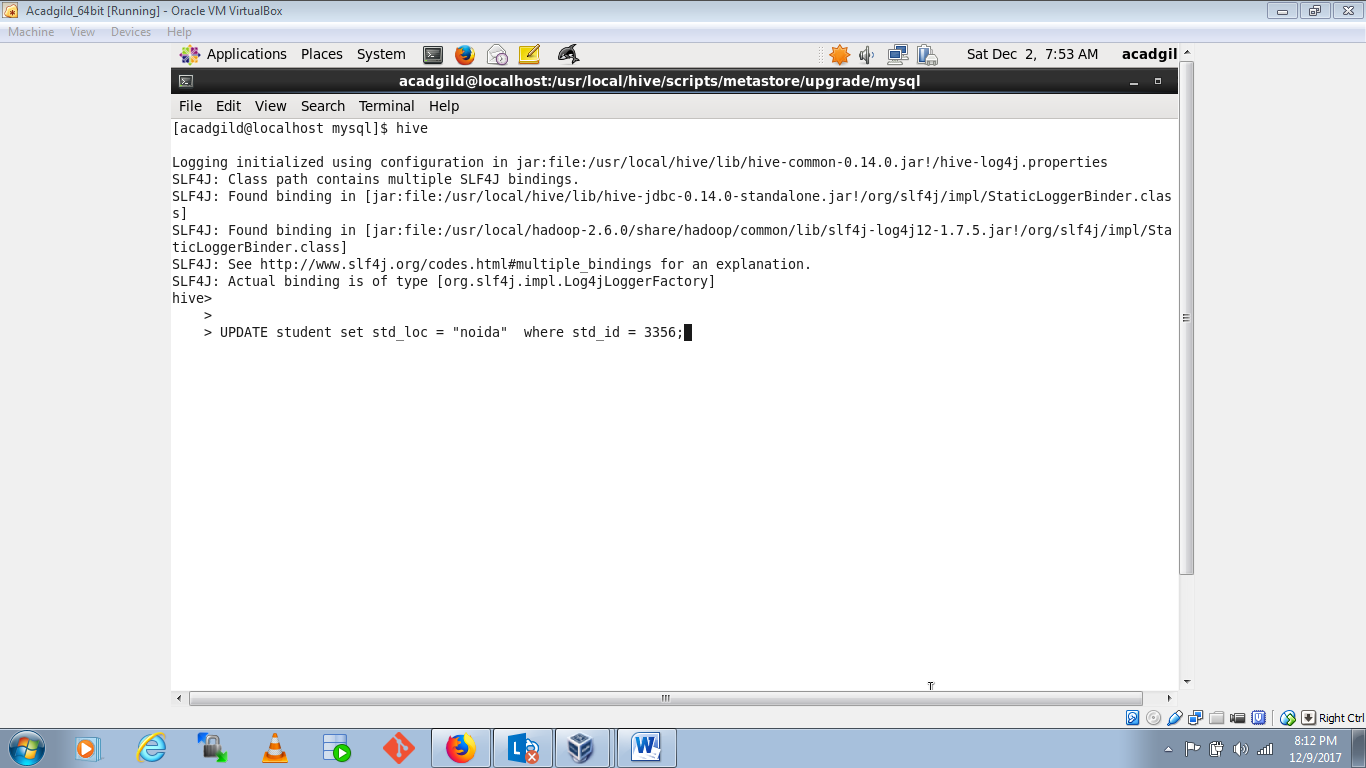 Acadgild_64bit [Running] - Oracle VM VirtualBox
Machine View Devices Help
Applications Places System Sat Dec 2, 7:53 AM acadgil
acadgild@localhost:/usr/local/hive/scripts/metastore/upgrade/mysql
File Edit View Search Terminal Help
[acadgild@localhost mysql]$ hive
Logging initialized using configuration in jar:file:/usr/local/hive/lib/hive-common-0.14.0.jar!/hive-log4j.properties
SLF4J: Class path contains multiple SLF4J bindings.
SLF4J: Found binding in [jar:file:/usr/local/hive/lib/hive-jdbc-0.14.0-standalone.jar!/org/slf4j/impl/StaticLoggerBinder.clas
s]
SLF4J: Found binding in [jar:file:/usr/local/hadoop-2.6.0/share/hadoop/common/lib/slf4j-log4j12-1.7.5.jar!/org/slf4j/impl/Sta
ticLoggerBinder.class]
SLF4J: See http://www.slf4j.org/codes.html#multiple_bindings for an explanation.
SLF4J: Actual binding is of type [org.slf4j.impl.Log4jLoggerFactory]
hive>
>
> UPDATE student set std_loc = "noida"  where std_id = 3356;
Right Ctrl
8:12 PM
12/9/2017